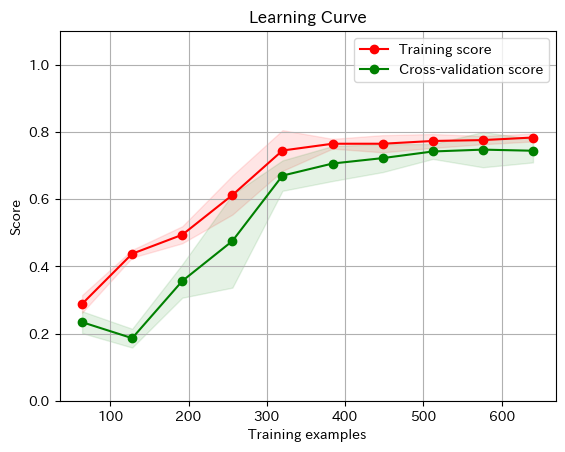 Learning Curve
Training score
Cross-validation score
1.0
0.8
0.6
0.4
0.2
0.0
Score
100 200 300 400 500 600
Training examples